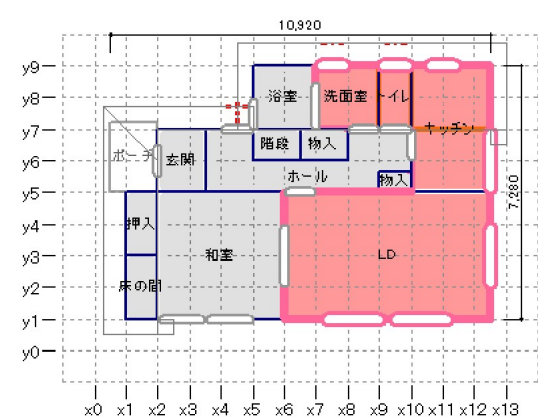 10,920
y9
y8
浴室
洗面室
トイレ
y7
キッチン
ポーチ
玄関
階段
物入
y6
ホール
物入
y5
7,280
押入
y4
和室
LD
y3
床の間
y2
y1
y0
x0 x1 x2 x3 x4 x5 x6 x7 x8 x9 x10 x11 x12 x13